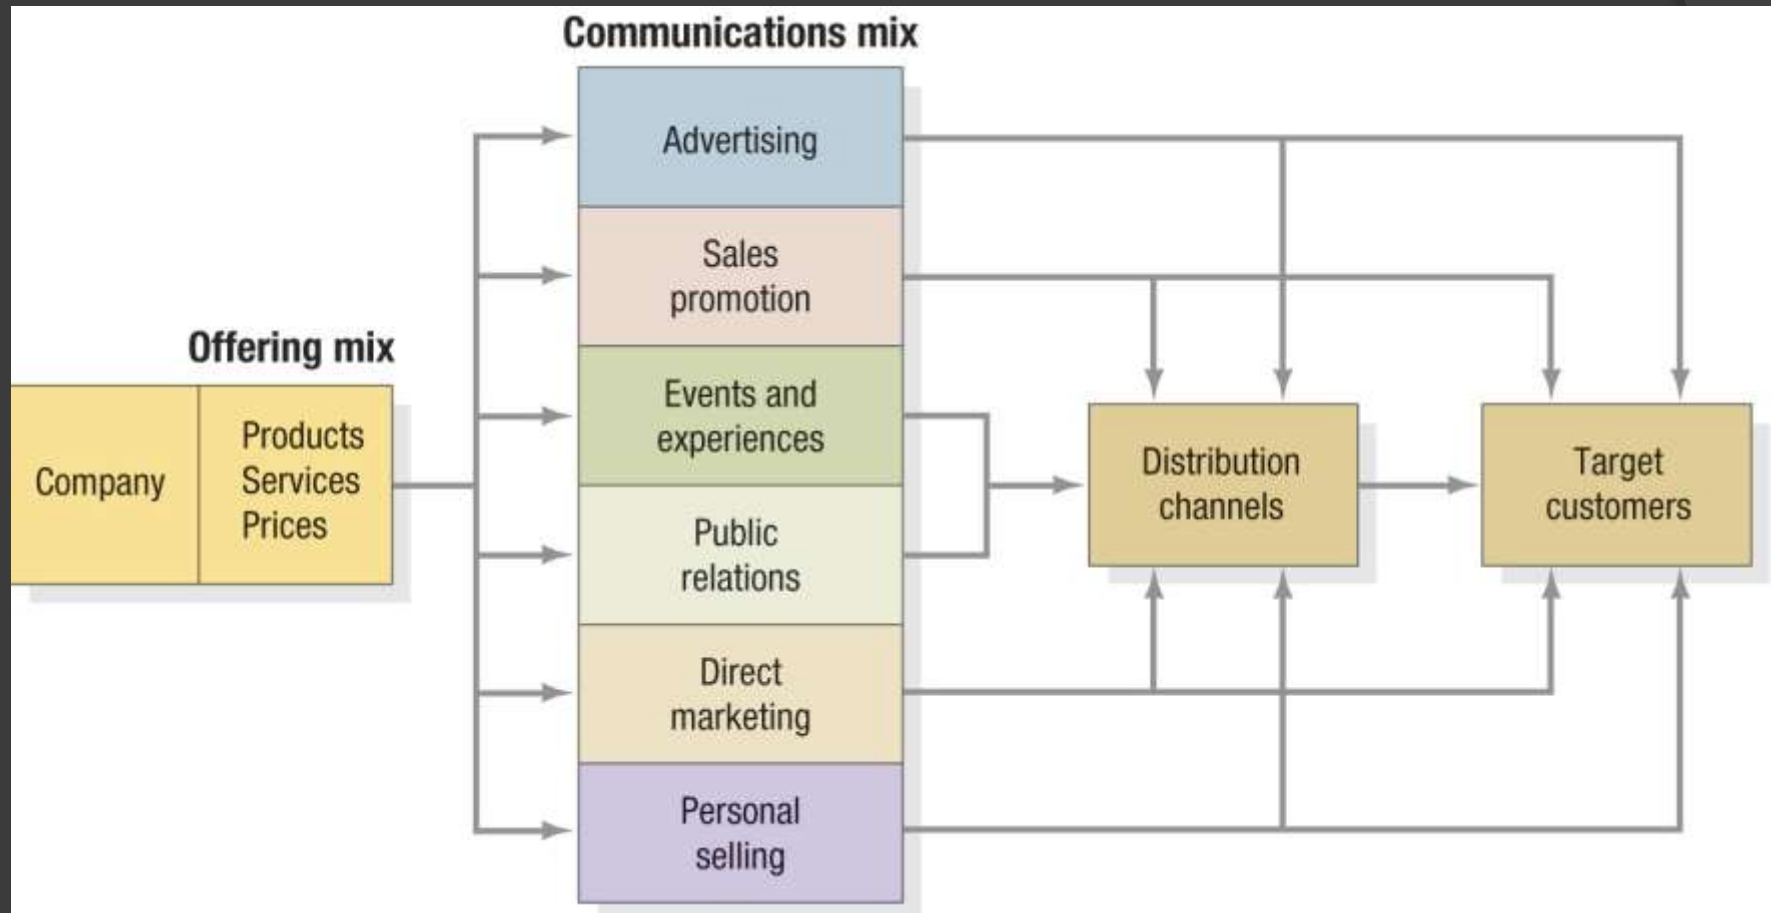 Communications mix
Advertising
Sales
promotion
Offering mix
Events and
experiences
Company
Products
Services
Prices
Distribution
channels
Target
customers
Public
relations
Direct
marketing
Personal
selling